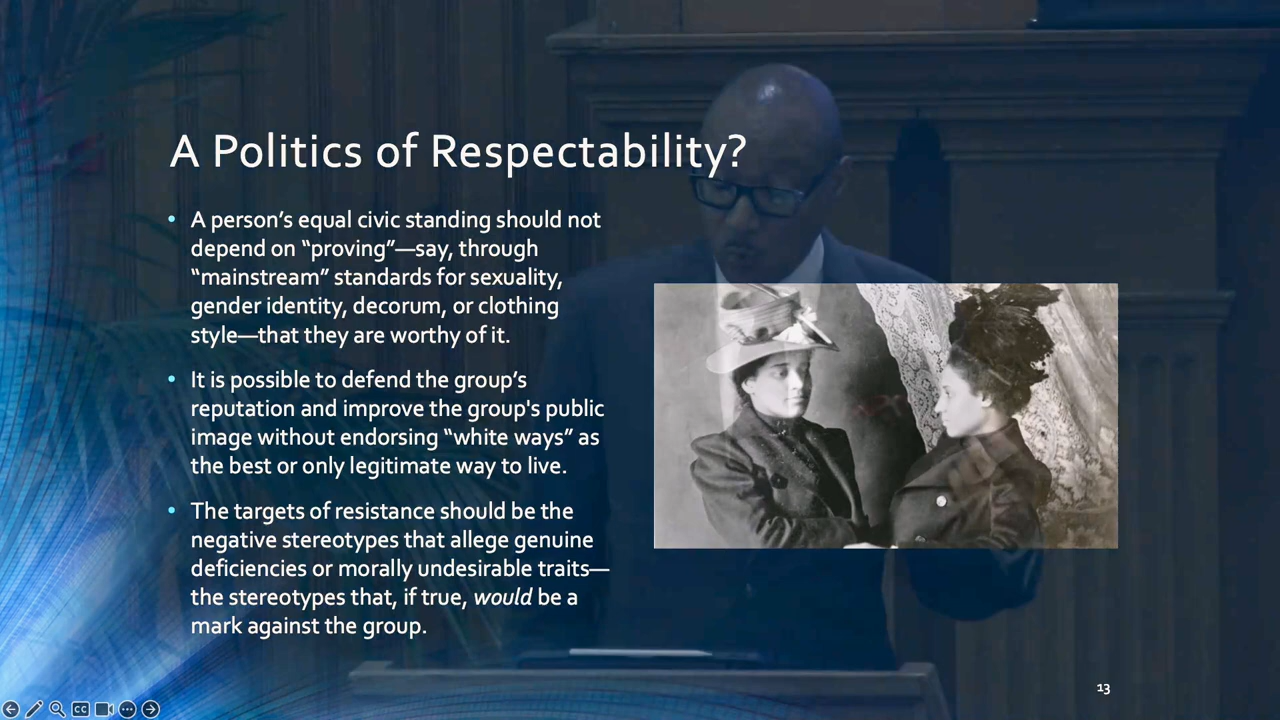 A Politics of Respectability?
• A person’s equal civic standing should not
depend on “proving”—say, through
“mainstream” standards for sexuality,
gender identity, decorum, or clothing
style—that they are worthy of it.
• It is possible to defend the group’s
reputation and improve the group's public
image without endorsing “white ways” as
the best or only legitimate way to live.
• The targets of resistance should be the
negative stereotypes that allege genuine
deficiencies or morally undesirable traits—
the stereotypes that, if true, would be a
mark against the group.
13
CC